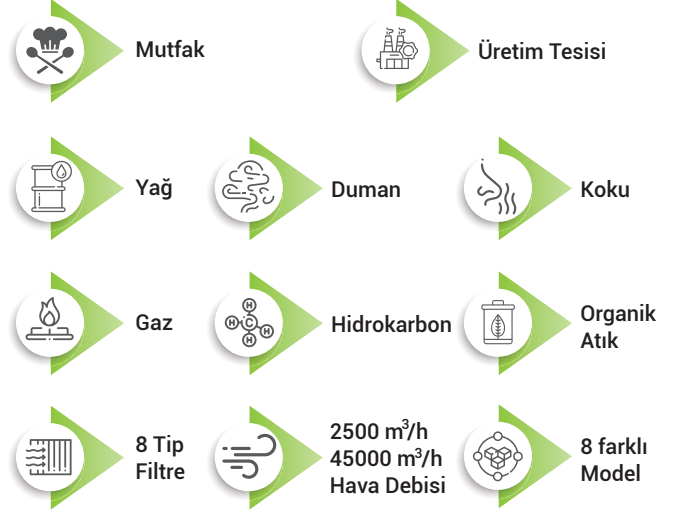 Mutfak
Üretim Tesisi
Yağ
Duman
Koku
Gaz
H
H
C
H
H
Hidrokarbon
Organik
Atık
8 Tip
Filtre
2500 m³/h
45000 m³/h
Hava Debisi
8 farklı
Model